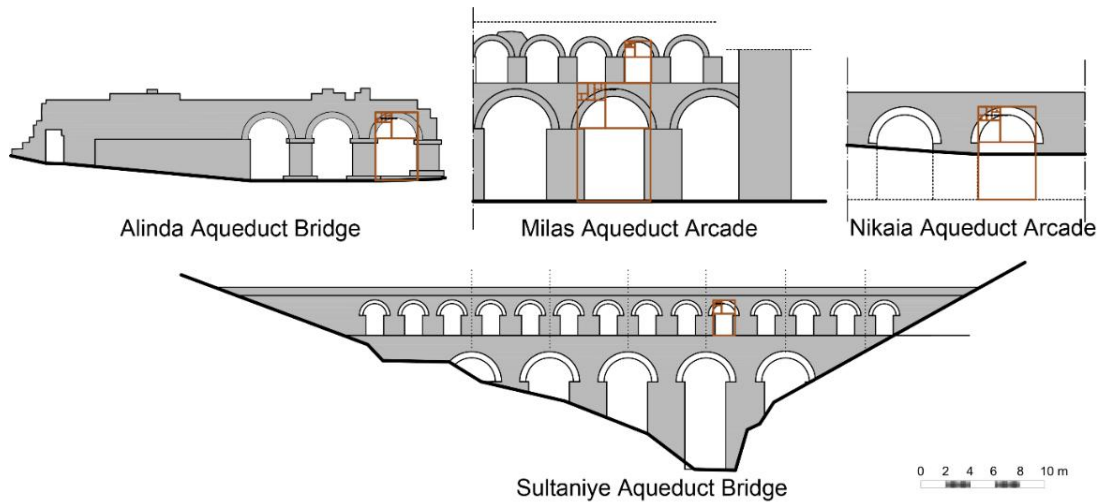 Alinda Aqueduct Bridge
Milas Aqueduct Arcade
Nikaia Aqueduct Arcade
Sultaniye Aqueduct Bridge
0 2 4 6 8 10 m